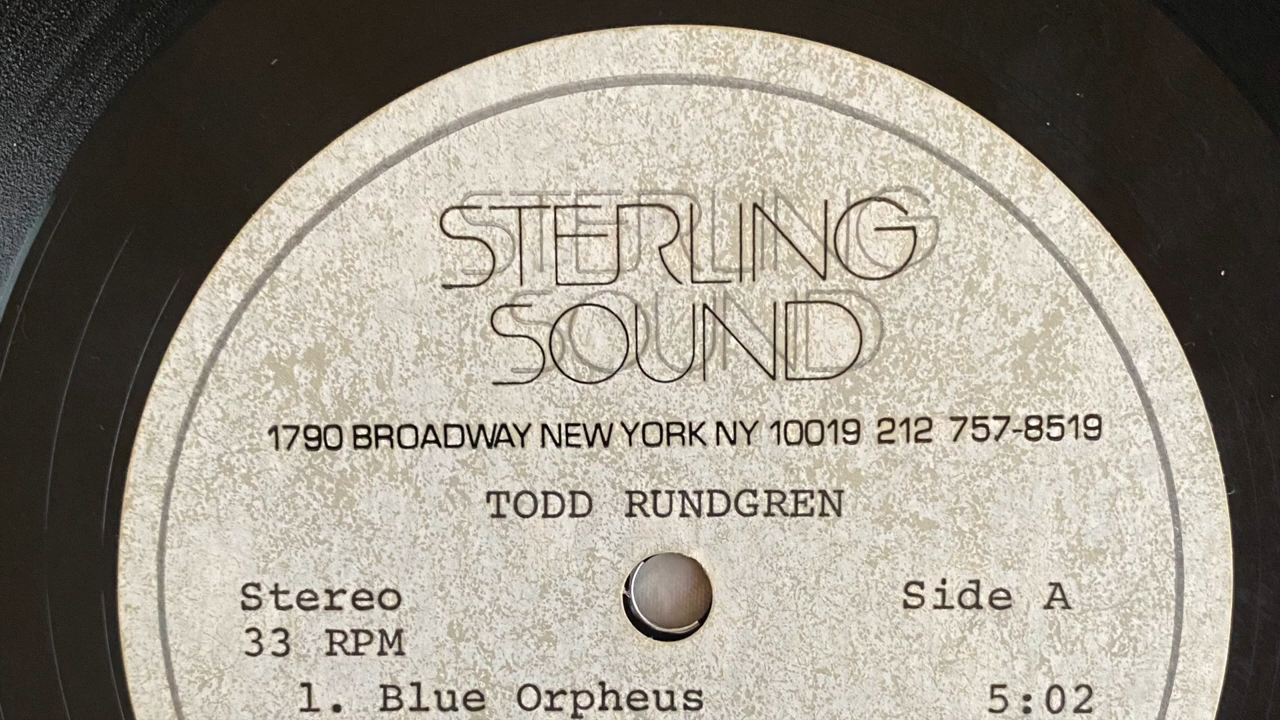 STERLING
SOUND
1790 BROADWAY NEW YORK NY 10019 212 757-8519
TODD RUNDGREN
Stereo Side A
33 RPM
1. Blue Orpheus 5:02